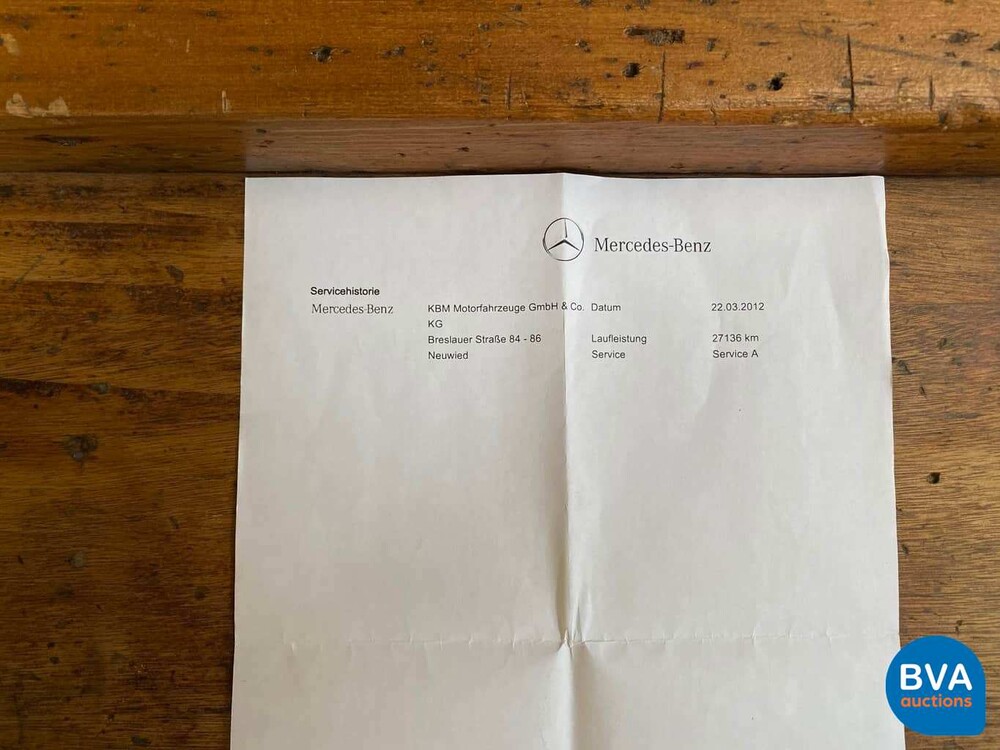 Mercedes-Benz
Servicehistorie
Mercedes-Benz KBM Motorfahrzeuge GmbH & Co. Datum 22.03.2012
KG
Breslauer Straße 84 - 86 Laufleistung 27136 km
Neuwied Service Service A
BVA
auctions